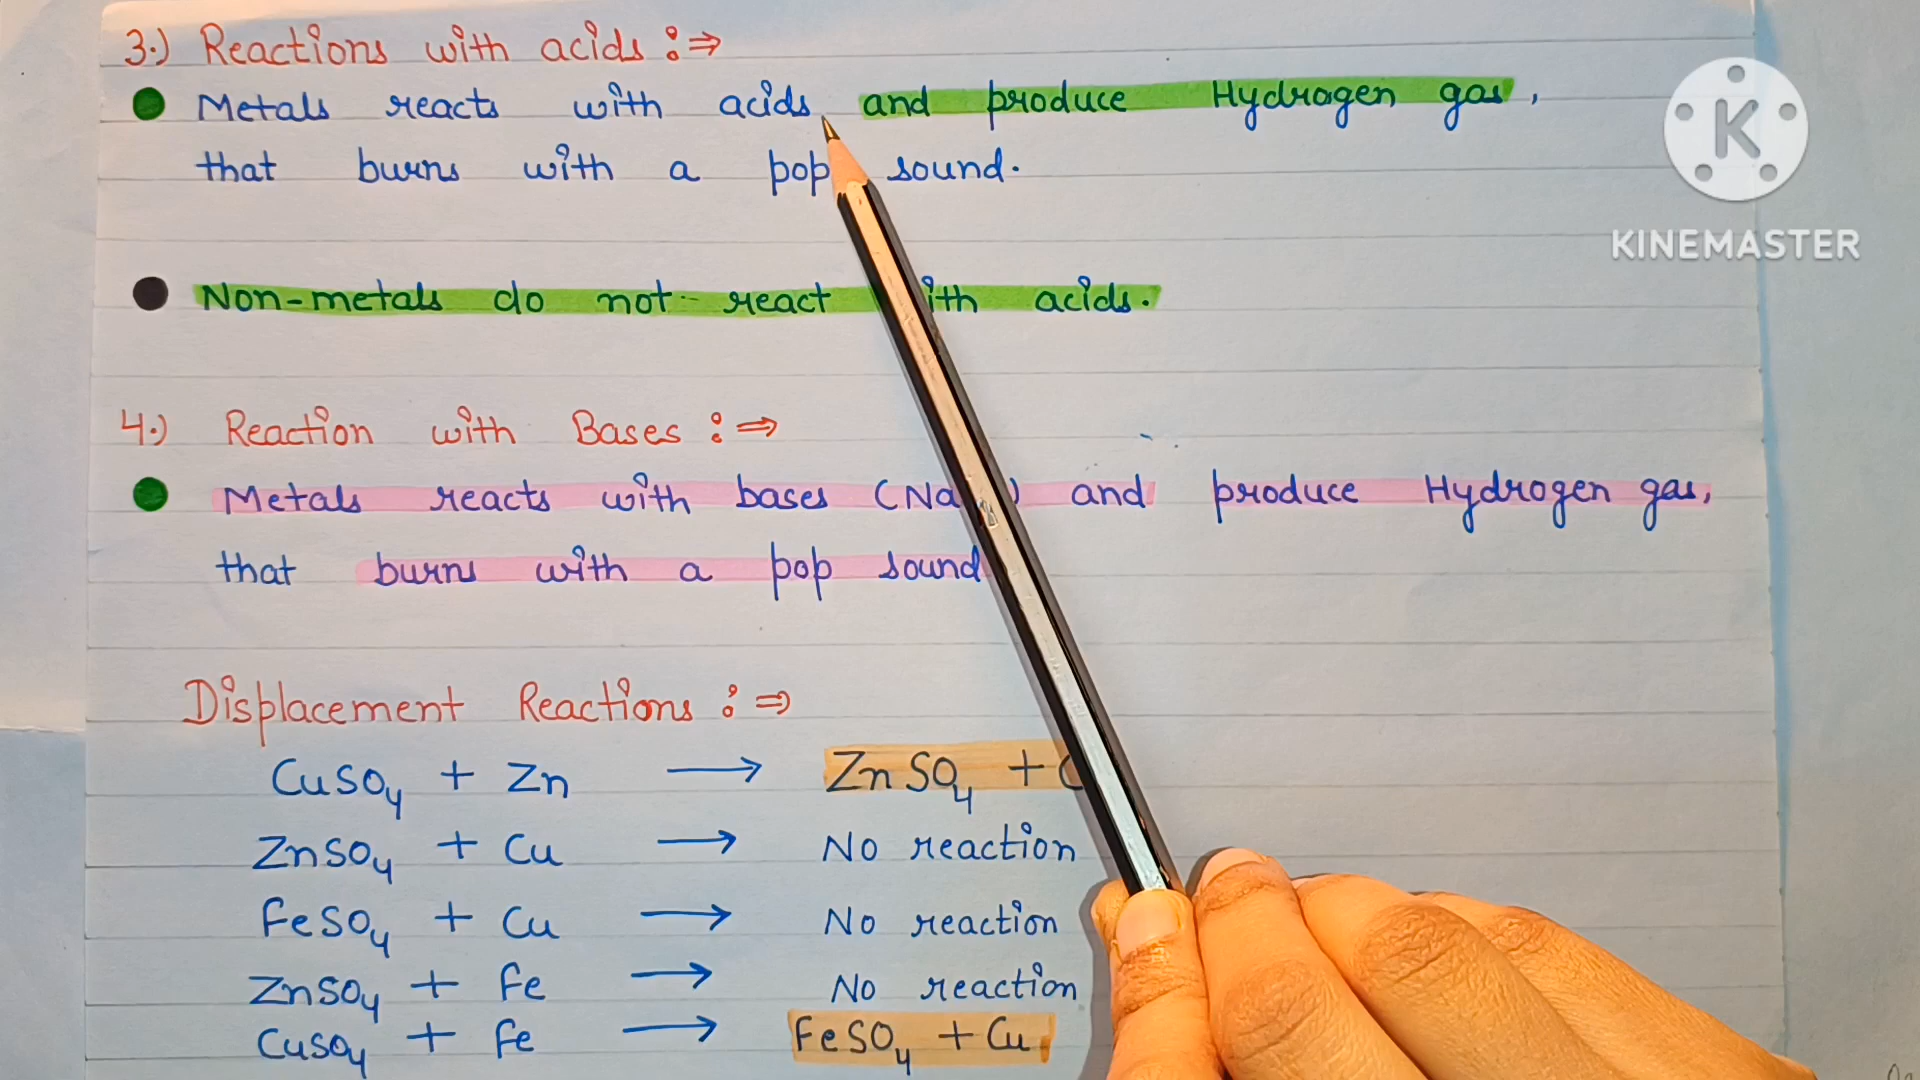 3.) Reactions with acids :⇒
● Metals reacts with acids and produce Hydrogen gas,
that burns with a pop sound.
● Non-metals do not react with acids.
4.) Reaction with Bases :⇒
● Metals reacts with bases (Na ) and produce Hydrogen gas,
that burns with a pop sound
Displacement Reactions :⇒
CuSO₄ + Zn → ZnSO₄ + C
ZnSO₄ + Cu → No reaction
FeSO₄ + Cu → No reaction
ZnSO₄ + Fe → No reaction
CuSO₄ + Fe → FeSO₄ + Cu
K
KINEMASTER